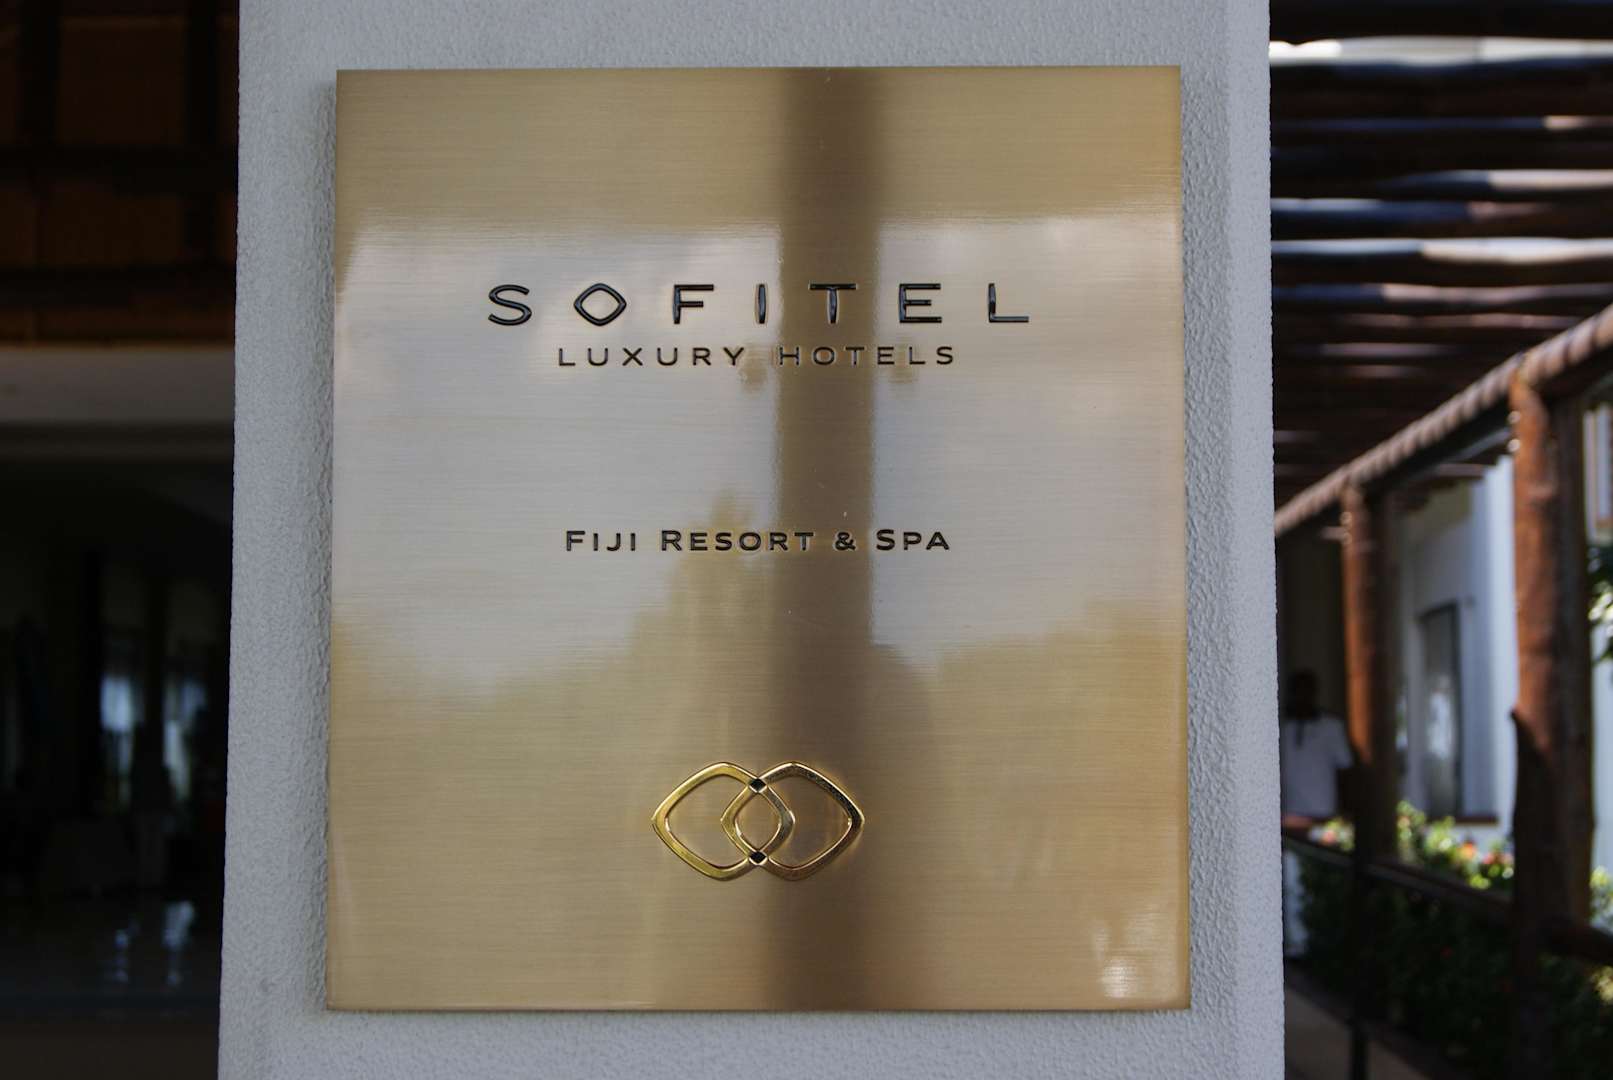 SOFITEL
LUXURY HOTELS
FIJI RESORT & SPA